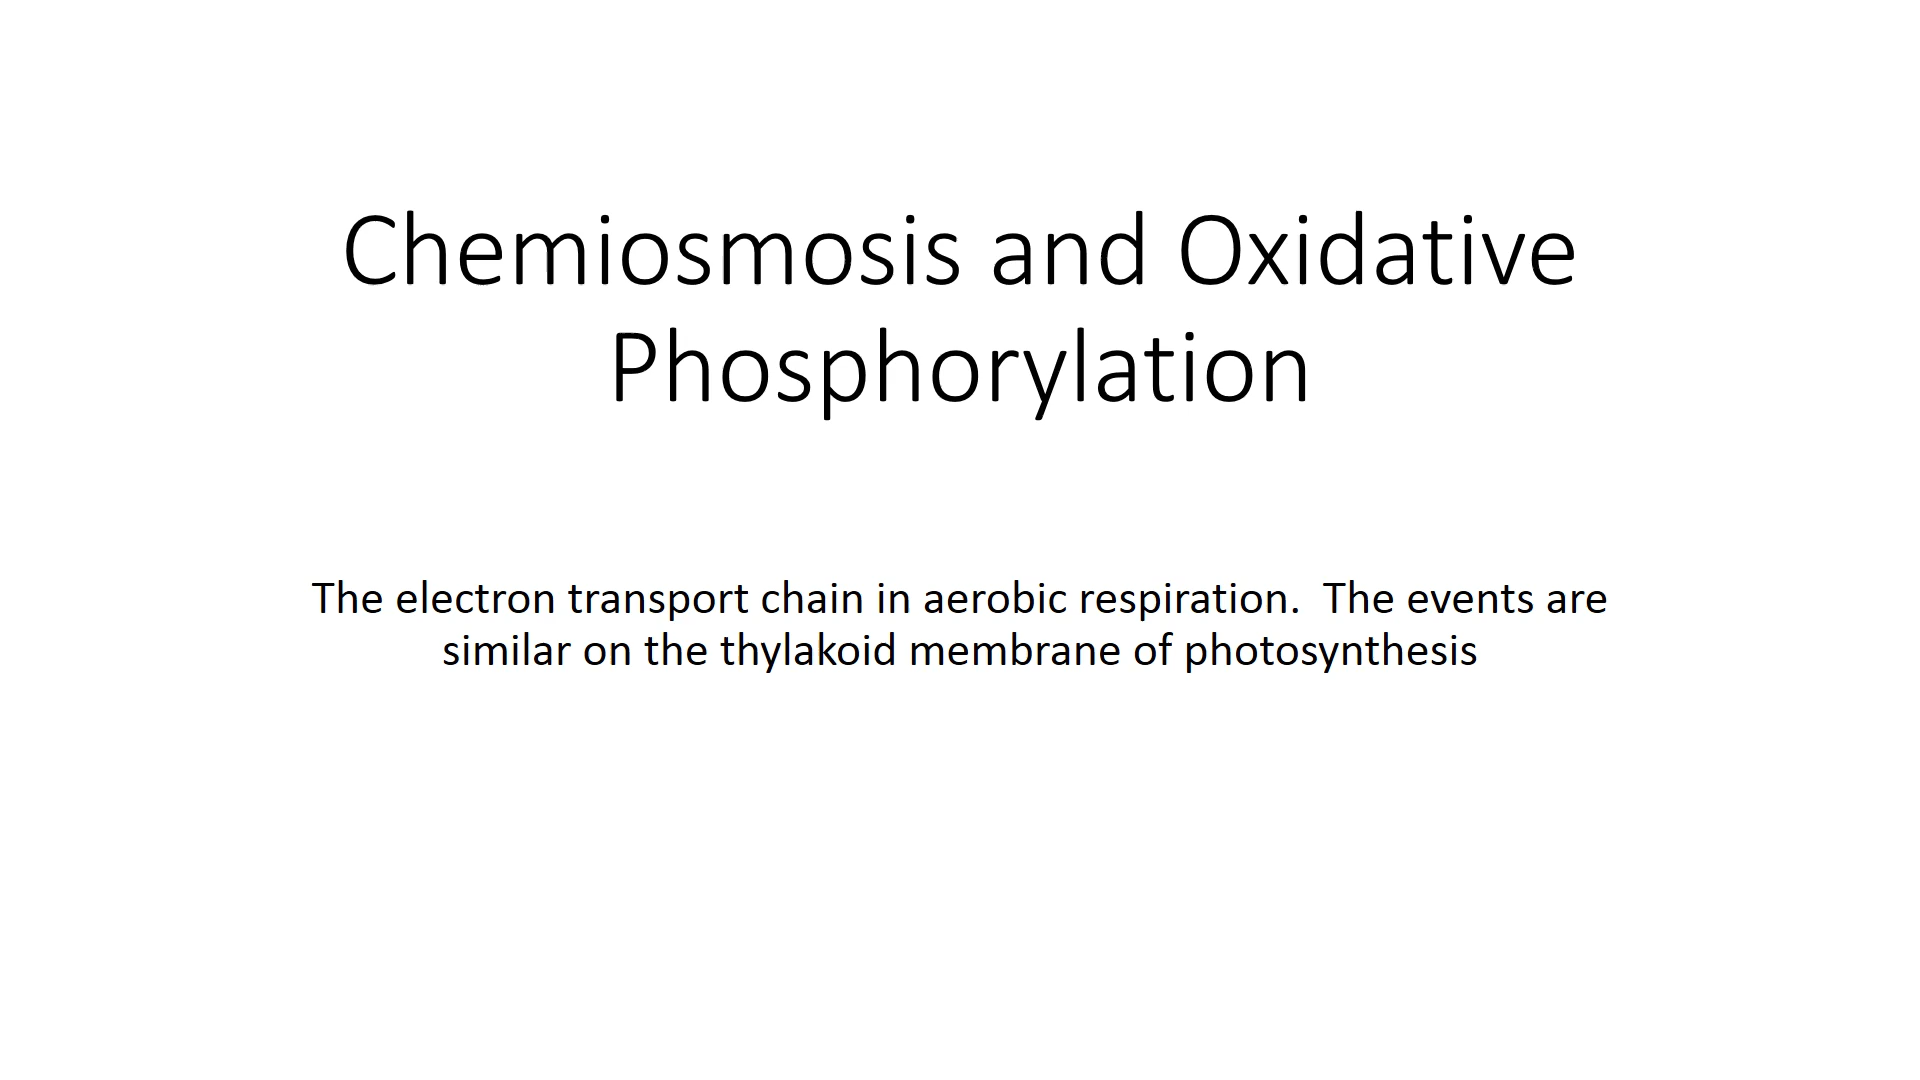 Chemiosmosis and Oxidative
Phosphorylation
The electron transport chain in aerobic respiration.  The events are
similar on the thylakoid membrane of photosynthesis